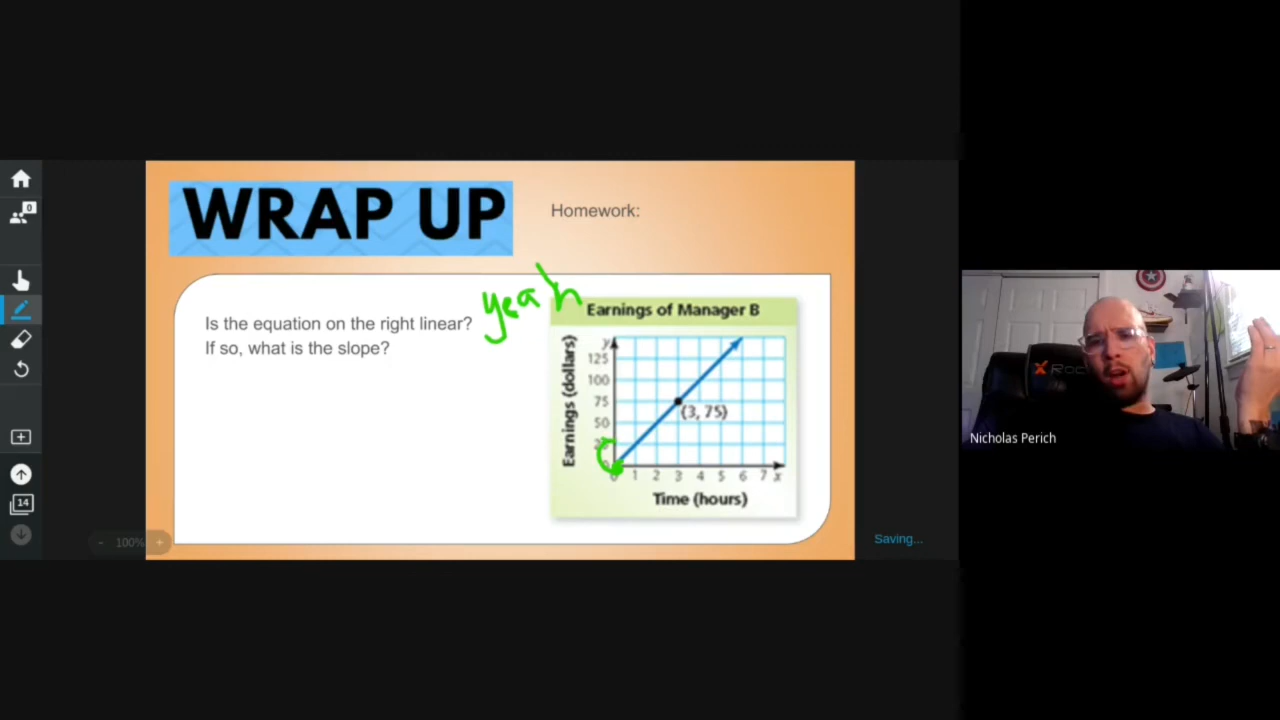 WRAP UP
Homework:
Is the equation on the right linear?
yeah
If so, what is the slope?
Earnings of Manager B
Earnings (dollars)
y
125
100
75
50
(3, 75)
0 1 2 3 4 5 6 7 x
Time (hours)
0
14
- 100% +
Saving...
Nicholas Perich